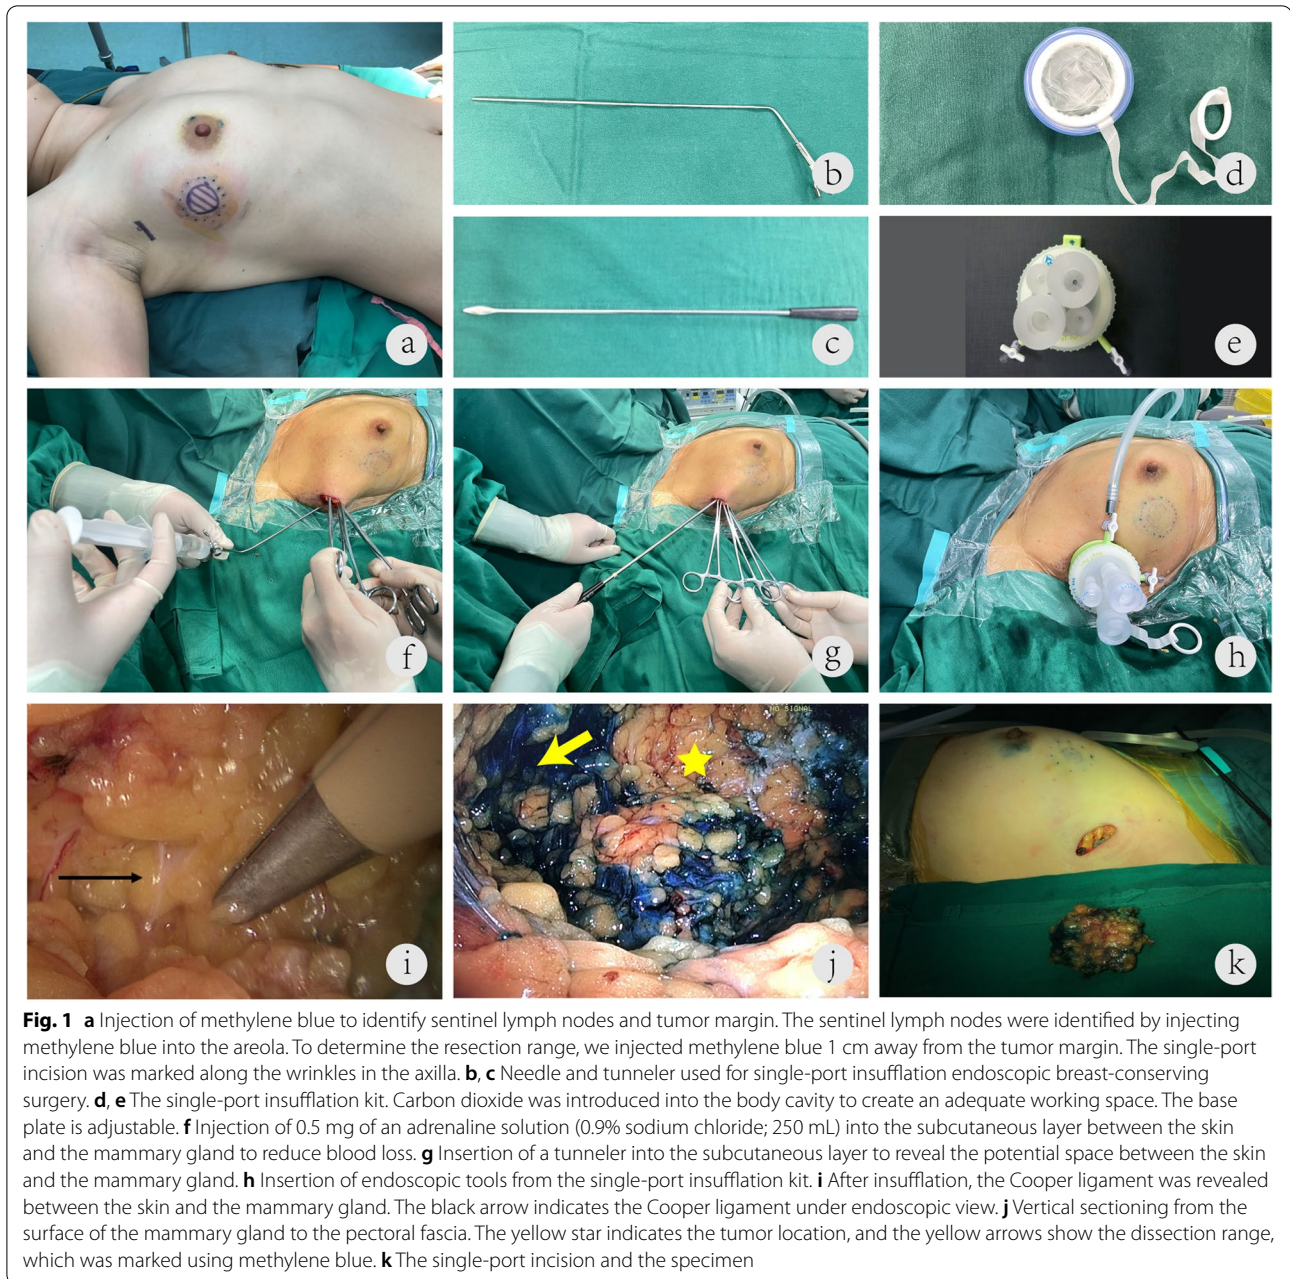 a
b
c
d
e
f
g
h
i
NO SIGNAL
j
k
Fig. 1 a Injection of methylene blue to identify sentinel lymph nodes and tumor margin. The sentinel lymph nodes were identified by injecting
methylene blue into the areola. To determine the resection range, we injected methylene blue 1 cm away from the tumor margin. The single-port
incision was marked along the wrinkles in the axilla. b, c Needle and tunneler used for single-port insufflation endoscopic breast-conserving
surgery. d, e The single-port insufflation kit. Carbon dioxide was introduced into the body cavity to create an adequate working space. The base
plate is adjustable. f Injection of 0.5 mg of an adrenaline solution (0.9% sodium chloride; 250 mL) into the subcutaneous layer between the skin
and the mammary gland to reduce blood loss. g Insertion of a tunneler into the subcutaneous layer to reveal the potential space between the skin
and the mammary gland. h Insertion of endoscopic tools from the single-port insufflation kit. i After insufflation, the Cooper ligament was revealed
between the skin and the mammary gland. The black arrow indicates the Cooper ligament under endoscopic view. j Vertical sectioning from the
surface of the mammary gland to the pectoral fascia. The yellow star indicates the tumor location, and the yellow arrows show the dissection range,
which was marked using methylene blue. k The single-port incision and the specimen